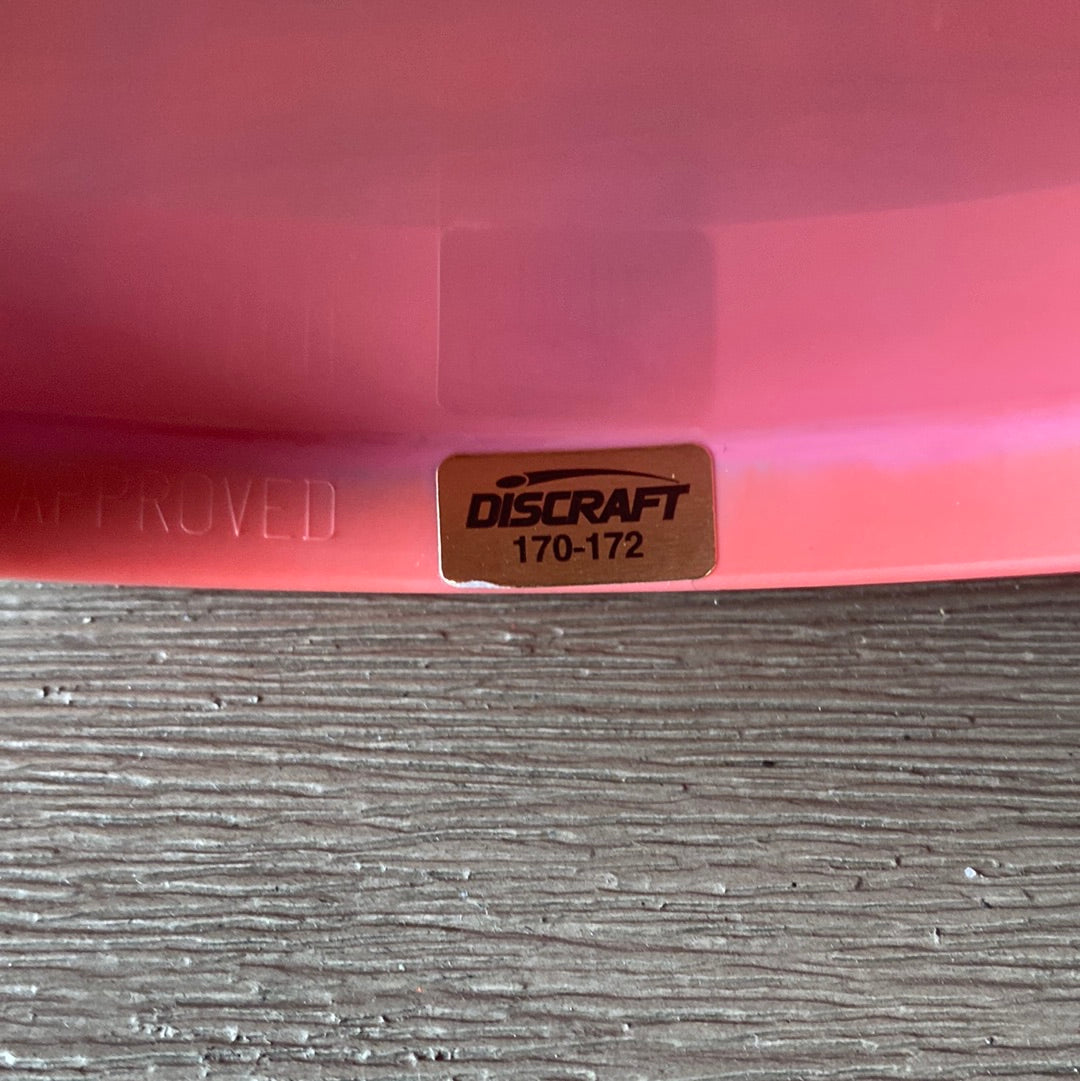 APPROVED
DISCRAFT
170-172